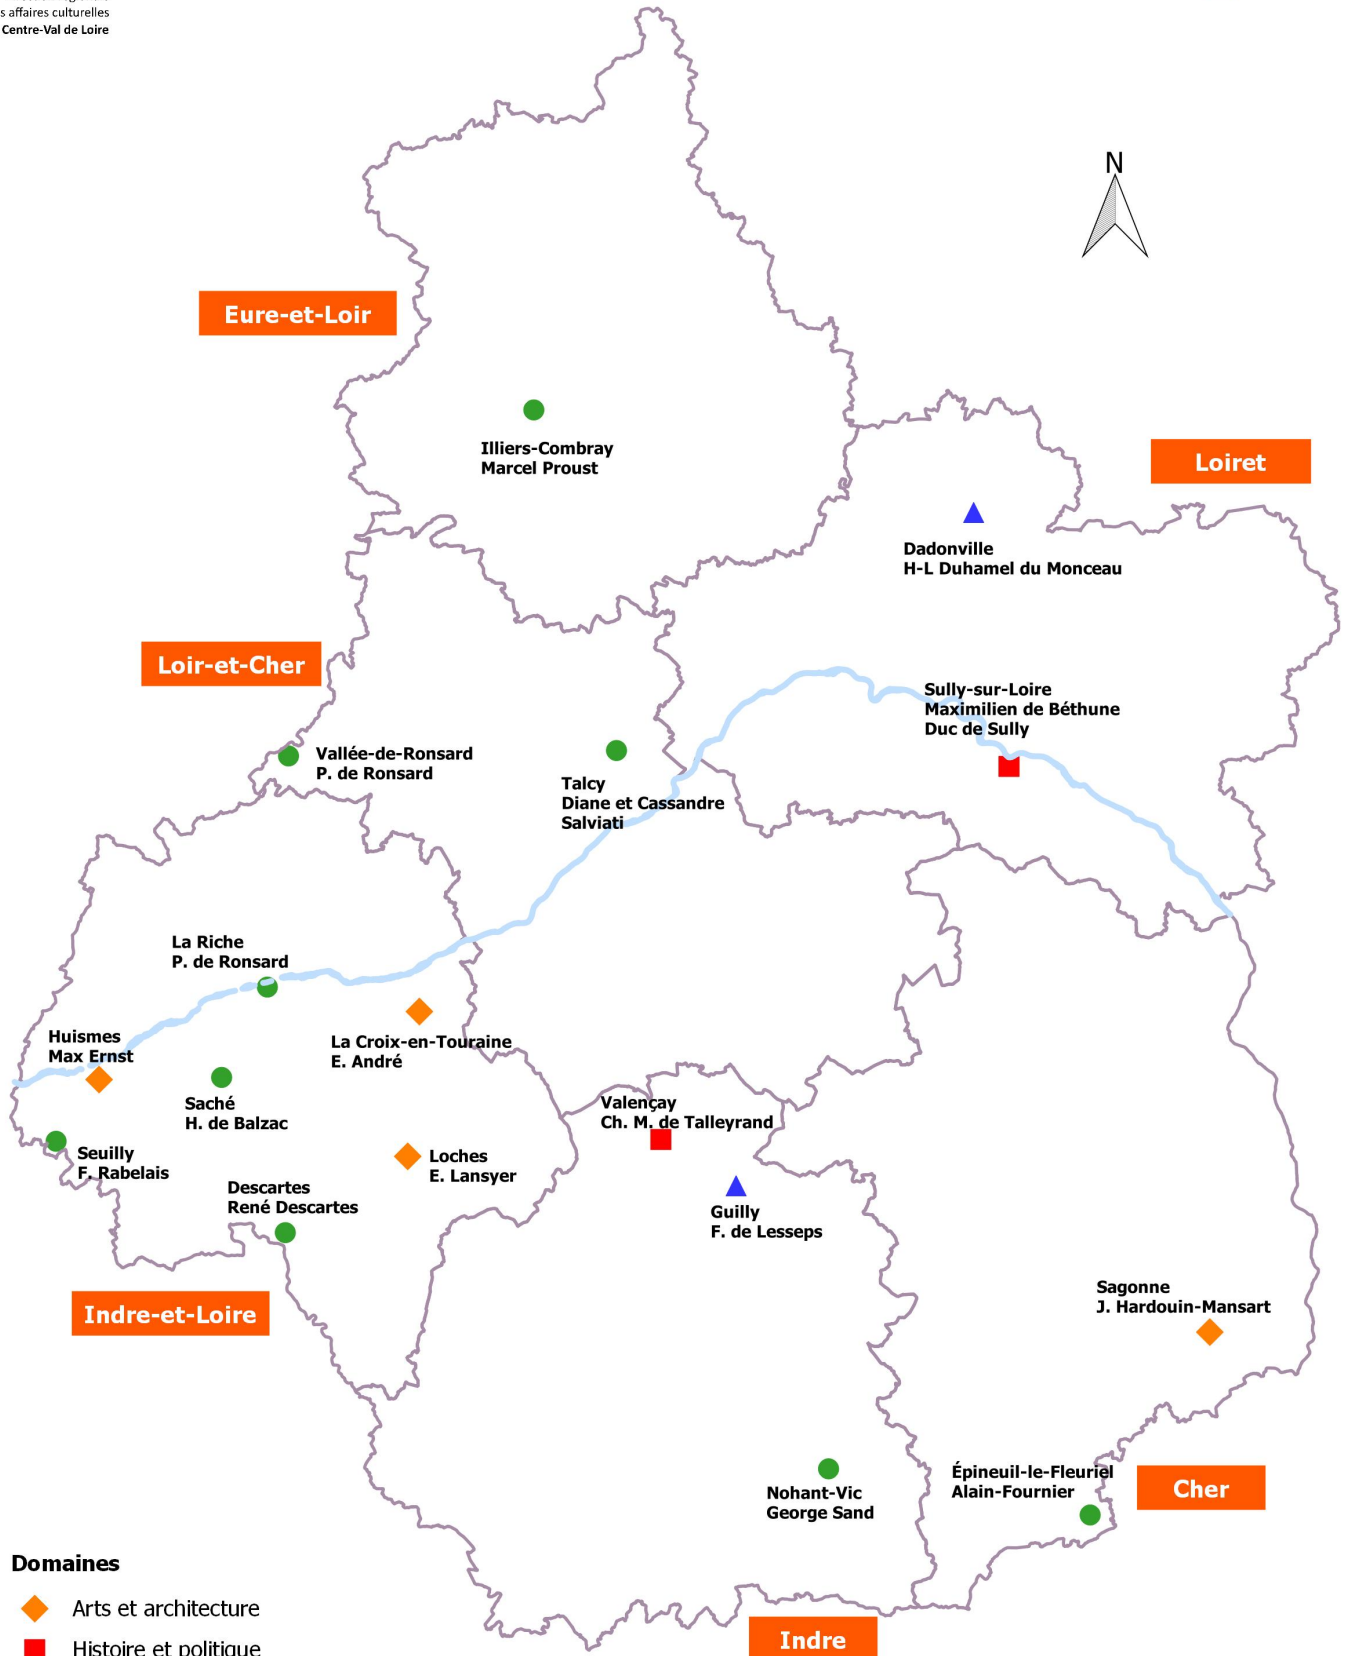 s affaires culturelles
Centre-Val de Loire
N
Eure-et-Loir
Illiers-Combray
Marcel Proust
Loiret
Dadonville
H-L Duhamel du Monceau
Loir-et-Cher
Sully-sur-Loire
Maximilien de Béthune
Duc de Sully
Vallée-de-Ronsard
P. de Ronsard
Talcy
Diane et Cassandre
Salviati
La Riche
P. de Ronsard
Huismes
Max Ernst
La Croix-en-Touraine
E. André
Saché
H. de Balzac
Valençay
Ch. M. de Talleyrand
Seuilly
F. Rabelais
Loches
E. Lansyer
Descartes
René Descartes
Guilly
F. de Lesseps
Indre-et-Loire
Sagonne
J. Hardouin-Mansart
Nohant-Vic
George Sand
Épineuil-le-Fleuriel
Alain-Fournier
Cher
Domaines
Arts et architecture
Histoire et politique
Indre